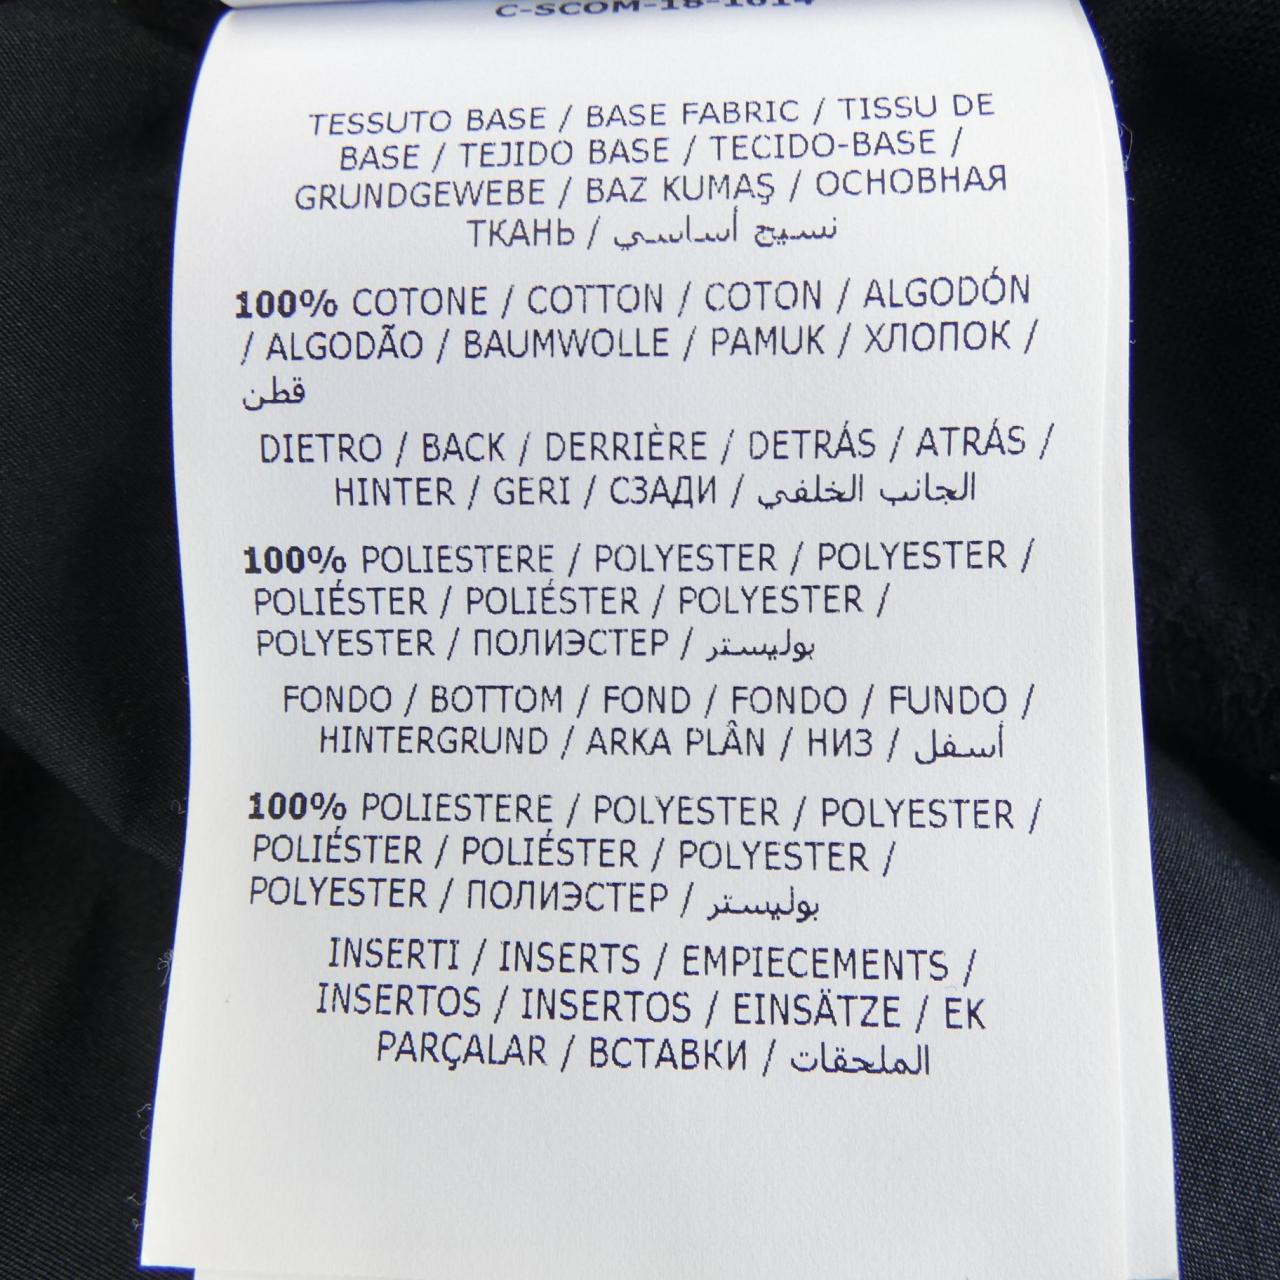 C-SCOM-18-1614
TESSUTO BASE / BASE FABRIC / TISSU DE
BASE / TEJIDO BASE / TECIDO-BASE /
GRUNDGEWEBE / BAZ KUMAŞ / ОСНОВНАЯ
ТКАНЬ / نسيج أساسي
100% COTONE / COTTON / COTON / ALGODÓN
/ ALGODÃO / BAUMWOLLE / PAMUK / ХЛОПОК /
قطن
DIETRO / BACK / DERRIÈRE / DETRÁS / ATRÁS /
HINTER / GERI / СЗАДИ / الجانب الخلفي
100% POLIESTERE / POLYESTER / POLYESTER /
POLIÉSTER / POLIÉSTER / POLYESTER /
POLYESTER / ПОЛИЭСТЕР / بوليستر
FONDO / BOTTOM / FOND / FONDO / FUNDO /
HINTERGRUND / ARKA PLÂN / НИЗ / أسفل
100% POLIESTERE / POLYESTER / POLYESTER /
POLIÉSTER / POLIÉSTER / POLYESTER /
POLYESTER / ПОЛИЭСТЕР / بوليستر
INSERTI / INSERTS / EMPIECEMENTS /
INSERTOS / INSERTOS / EINSÄTZE / EK
PARÇALAR / ВСТАВКИ / الملحقات